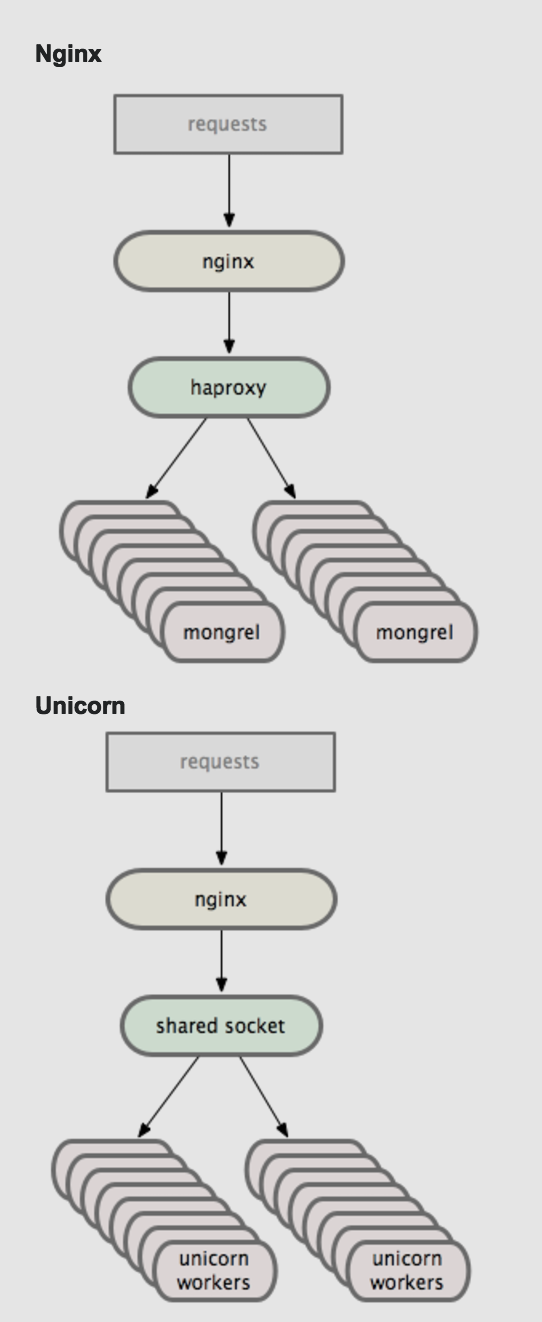 Nginx
requests
nginx
haproxy
mongrel
mongrel
Unicorn
requests
nginx
shared socket
unicorn
workers
unicorn
workers